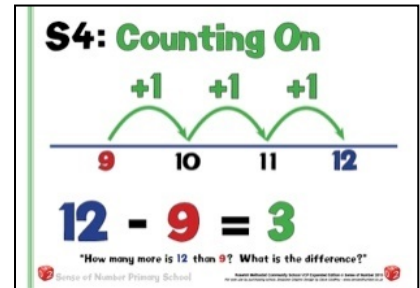 S4: Counting On
+1 +1 +1
9 10 11 12
12 - 9 = 3
"How many more is 12 than 9? What is the difference?"
Sense of Number Primary School